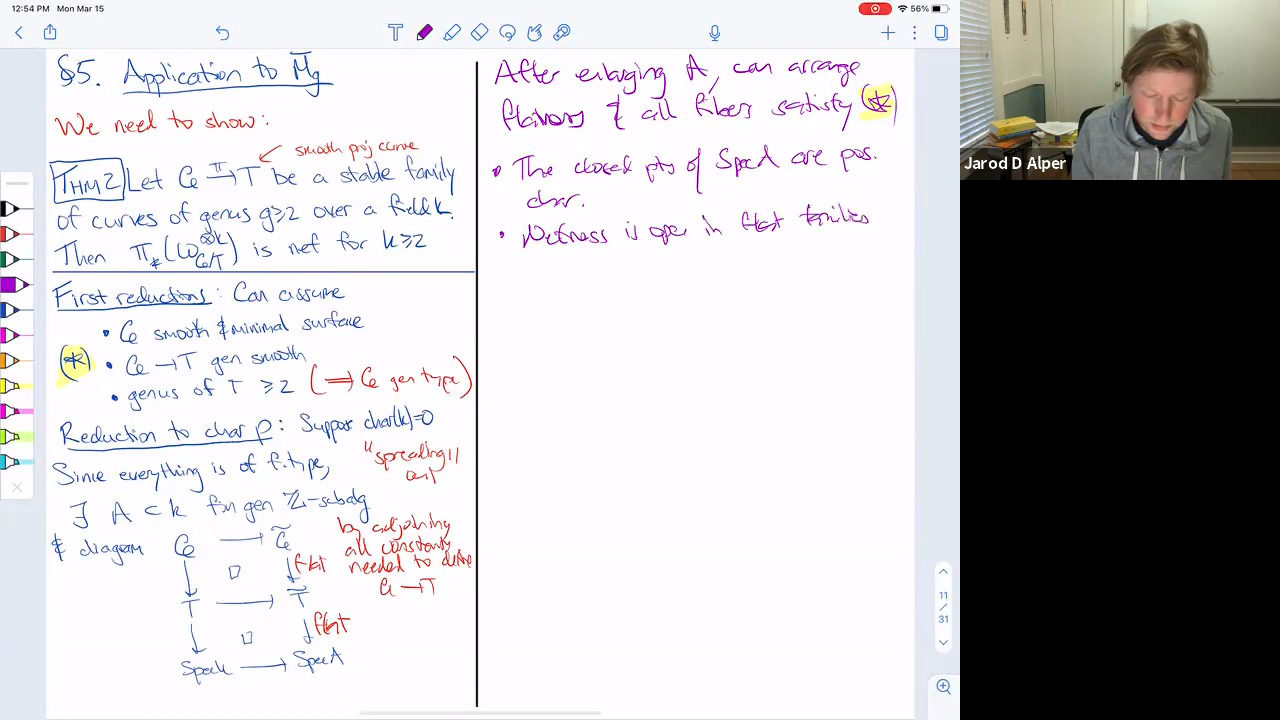 12:54 PM Mon Mar 15
56%
§5. Application to M̄g
We need to show:
smooth proj curve
THM 2 Let C →π T be a stable family
of curves of genus g≥2 over a field k.
Then π_*(ω_{C/T}^{⊗k}) is nef for k≥2
First reductions: Can assume
• C smooth & minimal surface
(*) • C → T gen smooth
• genus of T ≥2 (⟹ C gen type)
Reduction to char p: Suppose char(k)=0
Since everything is of f.type,
"spreading out"
∃ A ⊂ k fin gen ℤ-subalg
& diagram C → C̃
by adjoining
all constants
needed to define
C → T
flat
T → T̃
flat
Spec k → Spec A
After enlarging A, can arrange
flatness & all fibers satisfy (*)
• The closed pts of Spec A are pos.
char.
• Nefness is open in flat families
Jarod D Alper
11
/
31